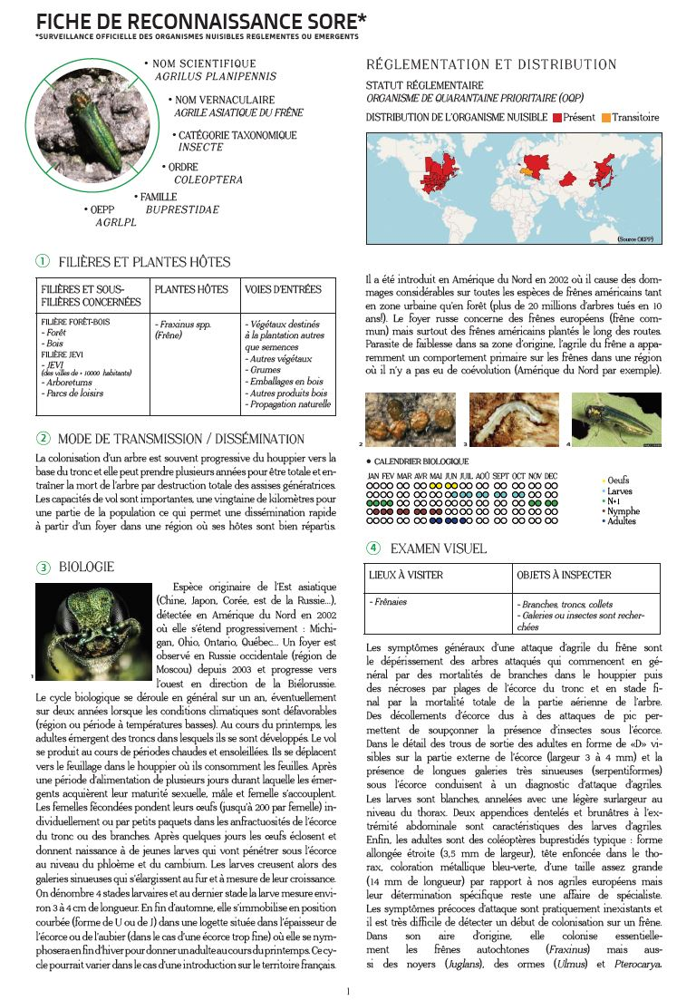 FICHE DE RECONNAISSANCE SORE*
*SURVEILLANCE OFFICIELLE DES ORGANISMES NUISIBLES REGLEMENTES OU EMERGENTS
• NOM SCIENTIFIQUE
AGRILUS PLANIPENNIS
• NOM VERNACULAIRE
AGRILE ASIATIQUE DU FRÊNE
• CATÉGORIE TAXONOMIQUE
INSECTE
• ORDRE
COLEOPTERA
• FAMILLE
BUPRESTIDAE
• OEPP
AGRLPL
1 FILIÈRES ET PLANTES HÔTES
FILIÈRES ET SOUS-
FILIÈRES CONCERNÉES
PLANTES HÔTES
VOIES D'ENTRÉES
FILIÈRE FORÊT-BOIS
- Forêt
- Bois
FILIÈRE JEVI
- JEVI
(des villes de + 10000 habitants)
- Arboretums
- Parcs de loisirs
- Fraxinus spp.
(Frêne)
- Végétaux destinés
à la plantation autres
que semences
- Autres végétaux
- Grumes
- Emballages en bois
- Autres produits bois
- Propagation naturelle
2 MODE DE TRANSMISSION / DISSÉMINATION
La colonisation d'un arbre est souvent progressive du houppier vers la
base du tronc et elle peut prendre plusieurs années pour être totale et en-
traîner la mort de l'arbre par destruction totale des assises génératrices.
Les capacités de vol sont importantes, une vingtaine de kilomètres pour
une partie de la population ce qui permet une dissémination rapide
à partir d'un foyer dans une région où ses hôtes sont bien répartis.
3 BIOLOGIE
1
Espèce originaire de l'Est asiatique
(Chine, Japon, Corée, est de la Russie...),
détectée en Amérique du Nord en 2002
où elle s'étend progressivement : Michi-
gan, Ohio, Ontario, Québec... Un foyer est
observé en Russie occidentale (région de
Moscou) depuis 2003 et progresse vers
l'ouest en direction de la Biélorussie.
Le cycle biologique se déroule en général sur un an, éventuellement
sur deux années lorsque les conditions climatiques sont défavorables
(région ou période à températures basses). Au cours du printemps, les
adultes émergent des troncs dans lesquels ils se sont développés. Le vol
se produit au cours de périodes chaudes et ensoleillées. Ils se déplacent
vers le feuillage dans le houppier où ils consomment les feuilles. Après
une période d'alimentation de plusieurs jours durant laquelle les émer-
gents acquièrent leur maturité sexuelle, mâle et femelle s'accouplent.
Les femelles fécondées pondent leurs œufs (jusqu'à 200 par femelle) in-
dividuellement ou par petits paquets dans les anfractuosités de l'écorce
du tronc ou des branches. Après quelques jours les œufs éclosent et
donnent naissance à de jeunes larves qui vont pénétrer sous l'écorce
au niveau du phloème et du cambium. Les larves creusent alors des
galeries sinueuses qui s'élargissent au fur et à mesure de leur croissance.
On dénombre 4 stades larvaires et au dernier stade la larve mesure envi-
ron 3 à 4 cm de longueur. En fin d'automne, elle s'immobilise en position
courbée (forme de U ou de J) dans une logette située dans l'épaisseur de
l'écorce ou de l'aubier (dans le cas d'une écorce trop fine) où elle se nym-
phosera en fin d'hiver pour donner un adulte au cours du printemps. Ce cy-
cle pourrait varier dans le cas d'une introduction sur le territoire français.
RÉGLEMENTATION ET DISTRIBUTION
STATUT RÉGLEMENTAIRE
ORGANISME DE QUARANTAINE PRIORITAIRE (OQP)
DISTRIBUTION DE L'ORGANISME NUISIBLE Présent Transitoire
(Source OEPP)
Il a été introduit en Amérique du Nord en 2002 où il cause des dom-
mages considérables sur toutes les espèces de frênes américains tant
en zone urbaine qu'en forêt (plus de 20 millions d'arbres tués en 10
ans!). Le foyer russe concerne des frênes européens (frêne com-
mun) mais surtout des frênes américains plantés le long des routes.
Parasite de faiblesse dans sa zone d'origine, l'agrile du frêne a appa-
remment un comportement primaire sur les frênes dans une région
où il n'y a pas eu de coévolution (Amérique du Nord par exemple).
2 3 4
• CALENDRIER BIOLOGIQUE
JAN FEV MAR AVR MAI JUN JUIL AOÛ SEPT OCT NOV DEC
• Oeufs
• Larves
• N+1
• Nymphe
• Adultes
4 EXAMEN VISUEL
LIEUX À VISITER
OBJETS À INSPECTER
- Frênaies
- Branches, troncs, collets
- Galeries ou insectes sont recher-
chées
Les symptômes généraux d'une attaque d'agrile du frêne sont
le dépérissement des arbres attaqués qui commencent en gé-
néral par des mortalités de branches dans le houppier puis
des nécroses par plages de l'écorce du tronc et en stade fi-
nal par la mortalité totale de la partie aérienne de l'arbre.
Des décollements d'écorce dus à des attaques de pic per-
mettent de soupçonner la présence d'insectes sous l'écorce.
Dans le détail des trous de sortie des adultes en forme de «D» vi-
sibles sur la partie externe de l'écorce (largeur 3 à 4 mm) et la
présence de longues galeries très sinueuses (serpentiformes)
sous l'écorce conduisent à un diagnostic d'attaque d'agriles.
Les larves sont blanches, annelées avec une légère surlargeur au
niveau du thorax. Deux appendices dentelés et brunâtres à l'ex-
trémité abdominale sont caractéristiques des larves d'agriles.
Enfin, les adultes sont des coléoptères buprestidés typique : forme
allongée étroite (3,5 mm de largeur), tête enfoncée dans le tho-
rax, coloration métallique bleu-verte, d'une taille assez grande
(14 mm de longueur) par rapport à nos agriles européens mais
leur détermination spécifique reste une affaire de spécialiste.
Les symptômes précoces d'attaque sont pratiquement inexistants et
il est très difficile de détecter un début de colonisation sur un frêne.
Dans son aire d'origine, elle colonise essentielle-
ment les frênes autochtones (Fraxinus) mais aus-
si des noyers (Juglans), des ormes (Ulmus) et Pterocarya.
1